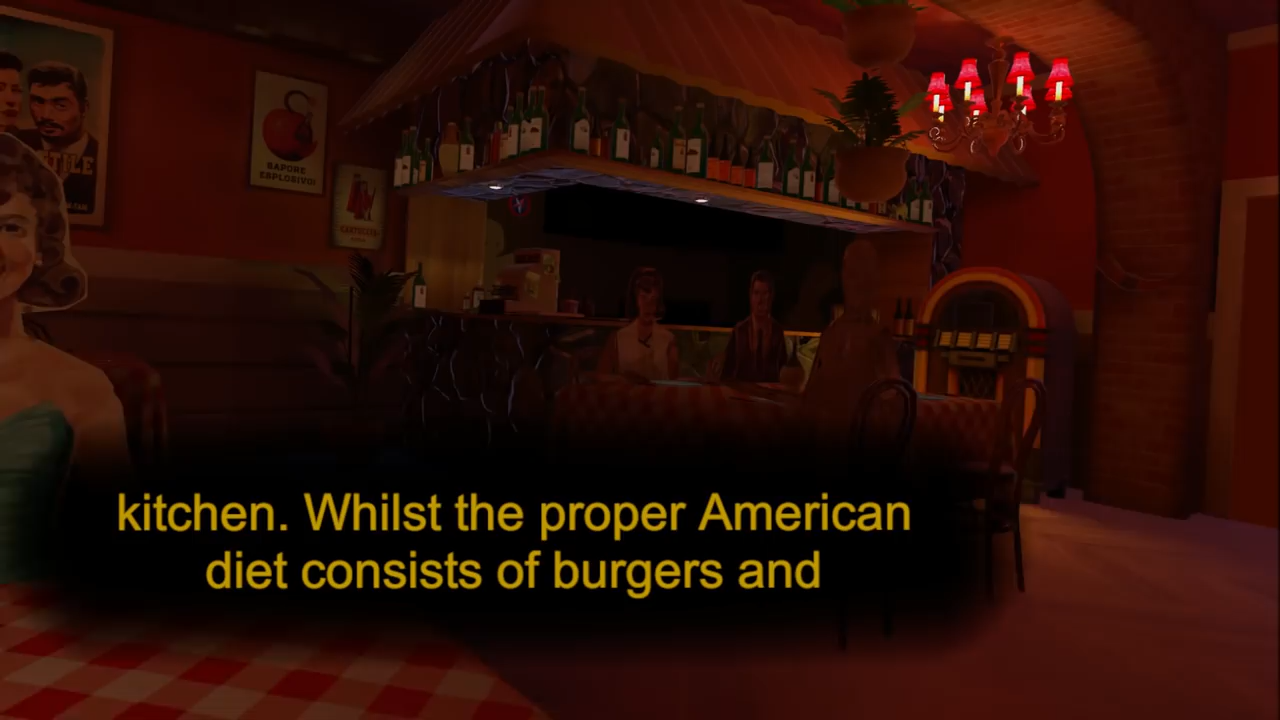 SAPORE
ESPLOSIVO!
kitchen. Whilst the proper American
diet consists of burgers and